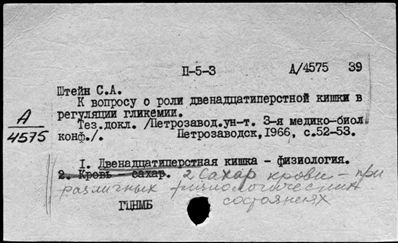 П-5-3 А/4575 39
Штейн С.А.
К вопросу о роли двенадцатиперстной кишки в
регуляции гликемии.
А/4575
Тез.докл. /Петрозавод.ун-т. 3-я медико-биол.
конф./. Петрозаводск,1966, с.52-53.
I. Двенадцатиперстная кишка – физиология.
2. Кровь – сахар. 2. Сахар крови – при
различных физиологических
состояниях
ГЦНМБ